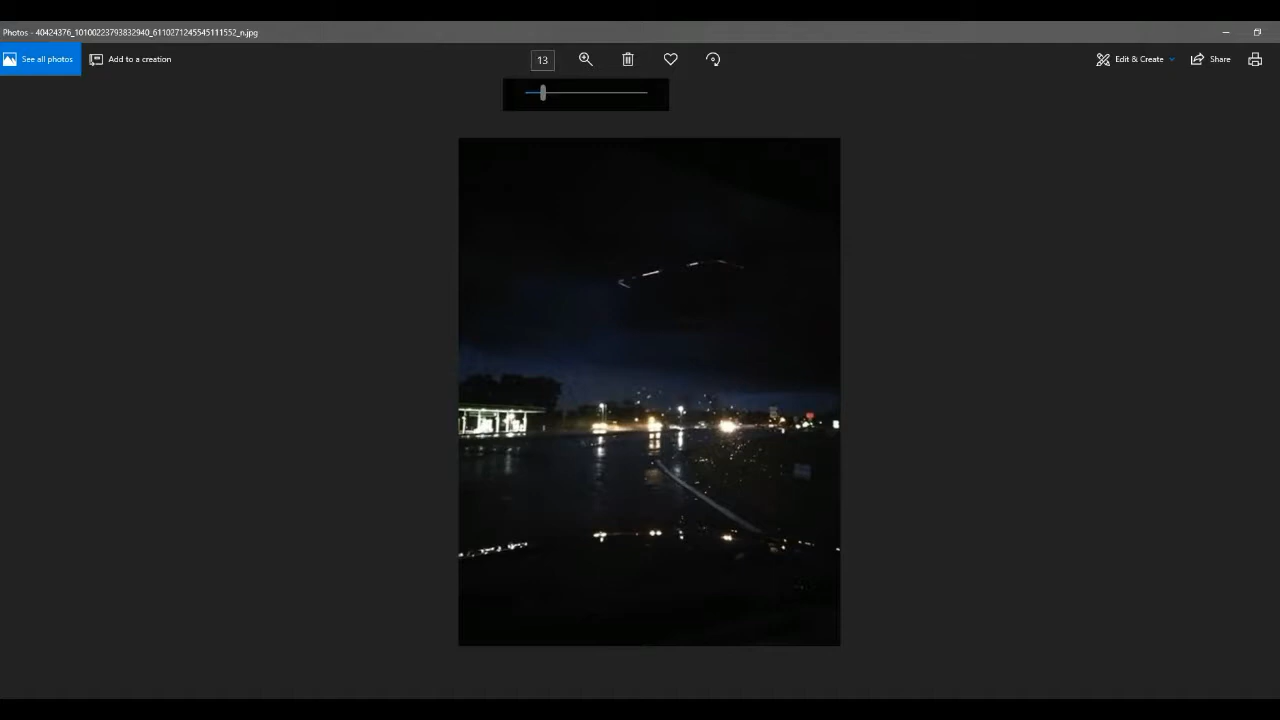 Photos - 40424376_10100223793832940_6110271245545111552_n.jpg
See all photos
Add to a creation
13
Edit & Create
Share